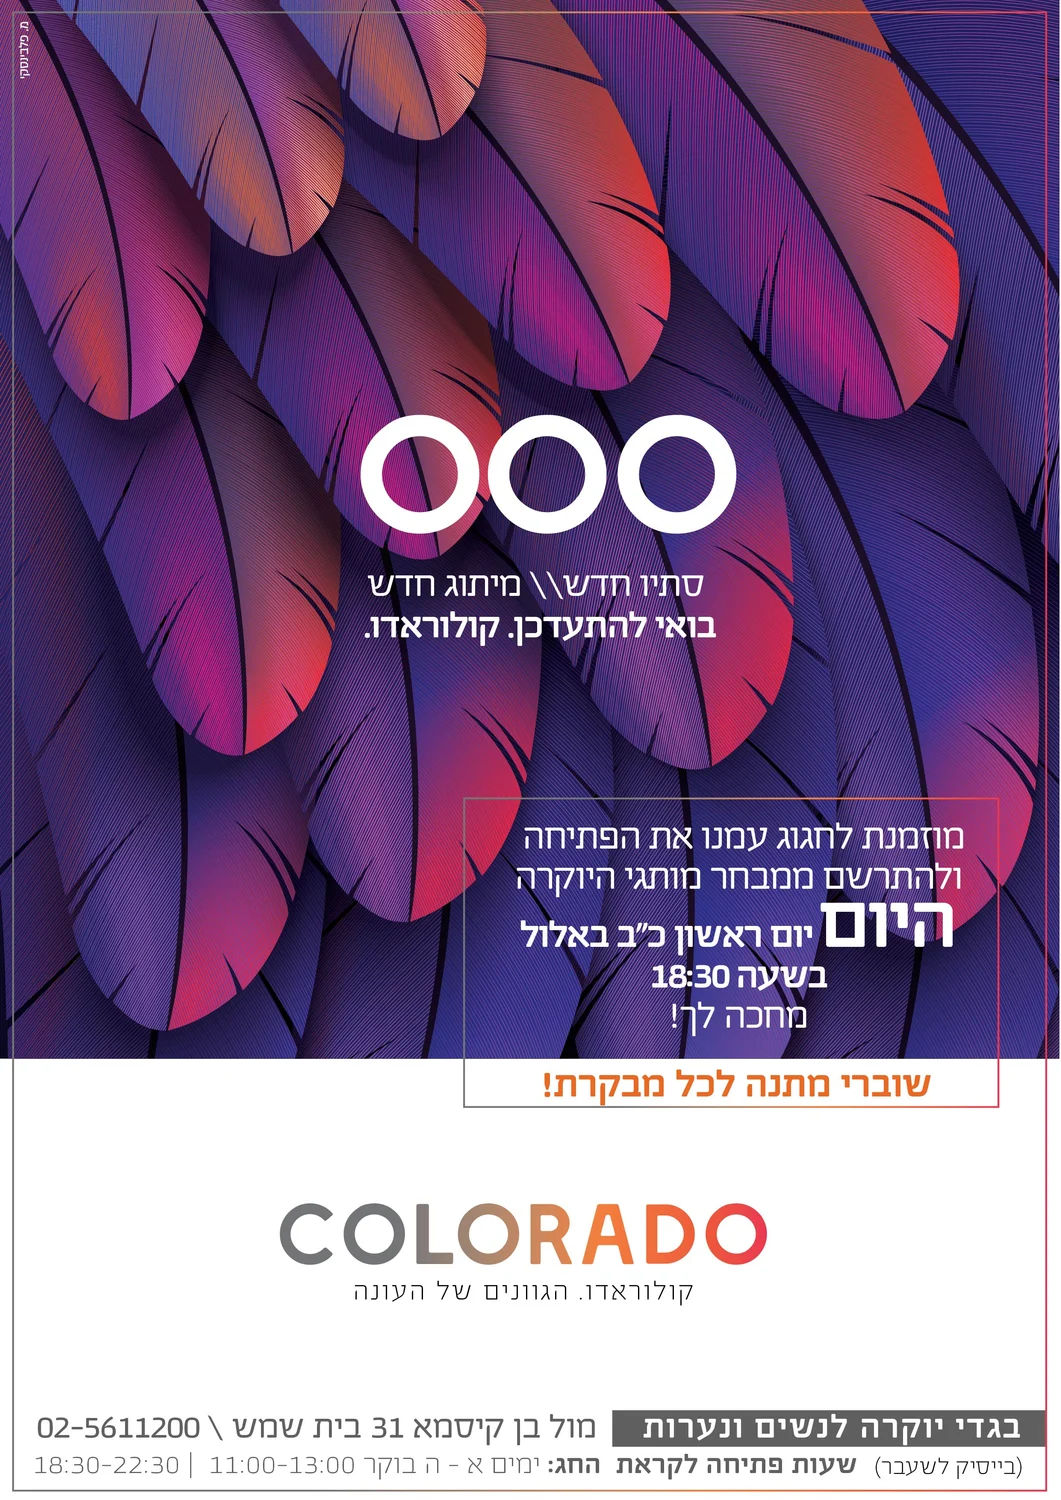 מ. פלבינסקי
סתיו חדש \\ מיתוג חדש
בואי להתעדכן. קולוראדו.
מוזמנת לחגוג עמנו את הפתיחה
ולהתרשם ממבחר מותגי היוקרה
היום יום ראשון כ"ב באלול
בשעה 18:30
מחכה לך!
שוברי מתנה לכל מבקרת!
COLORADO
קולוראדו. הגוונים של העונה
בגדי יוקרה לנשים ונערות מול בן קיסמא 31 בית שמש \ 02-5611200
(בייסיק לשעבר) שעות פתיחה לקראת החג: ימים א - ה בוקר 11:00-13:00 | 18:30-22:30